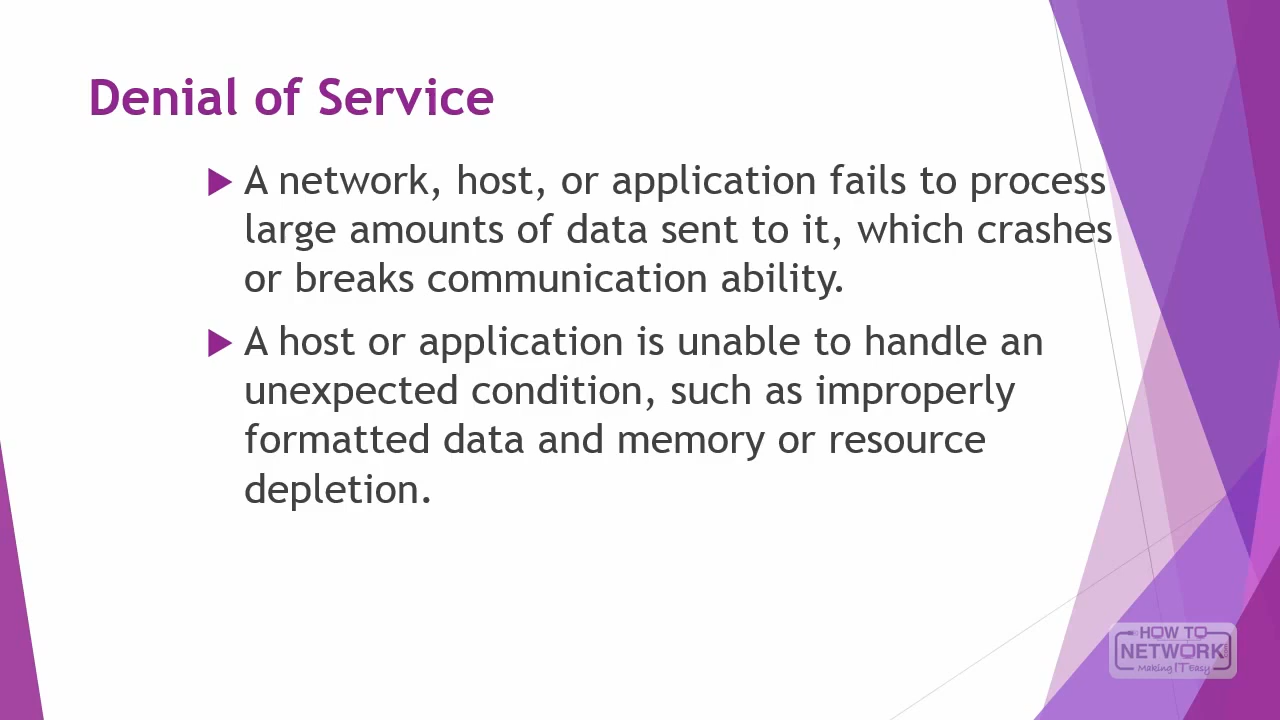 Denial of Service
A network, host, or application fails to process
large amounts of data sent to it, which crashes
or breaks communication ability.
A host or application is unable to handle an
unexpected condition, such as improperly
formatted data and memory or resource
depletion.
HOW TO
NETWORK
Making IT Easy